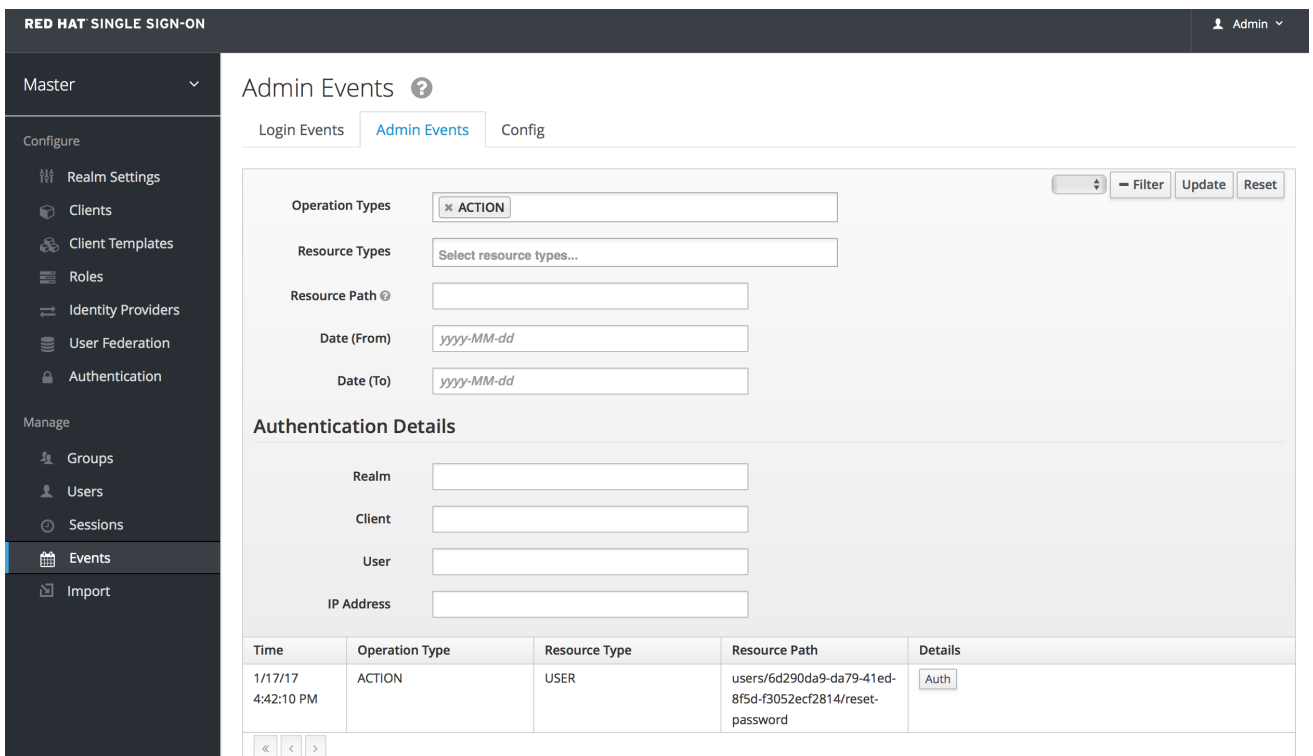 RED HAT SINGLE SIGN-ON
Admin
Master
Configure
Realm Settings
Clients
Client Templates
Roles
Identity Providers
User Federation
Authentication
Manage
Groups
Users
Sessions
Events
Import
Admin Events
Login Events Admin Events Config
Filter Update Reset
Operation Types ACTION
Resource Types Select resource types...
Resource Path
Date (From) yyyy-MM-dd
Date (To) yyyy-MM-dd
Authentication Details
Realm
Client
User
IP Address
Time Operation Type Resource Type Resource Path Details
1/17/17 ACTION USER users/6d290da9-da79-41ed- Auth
4:42:10 PM 8f5d-f3052ecf2814/reset-
password